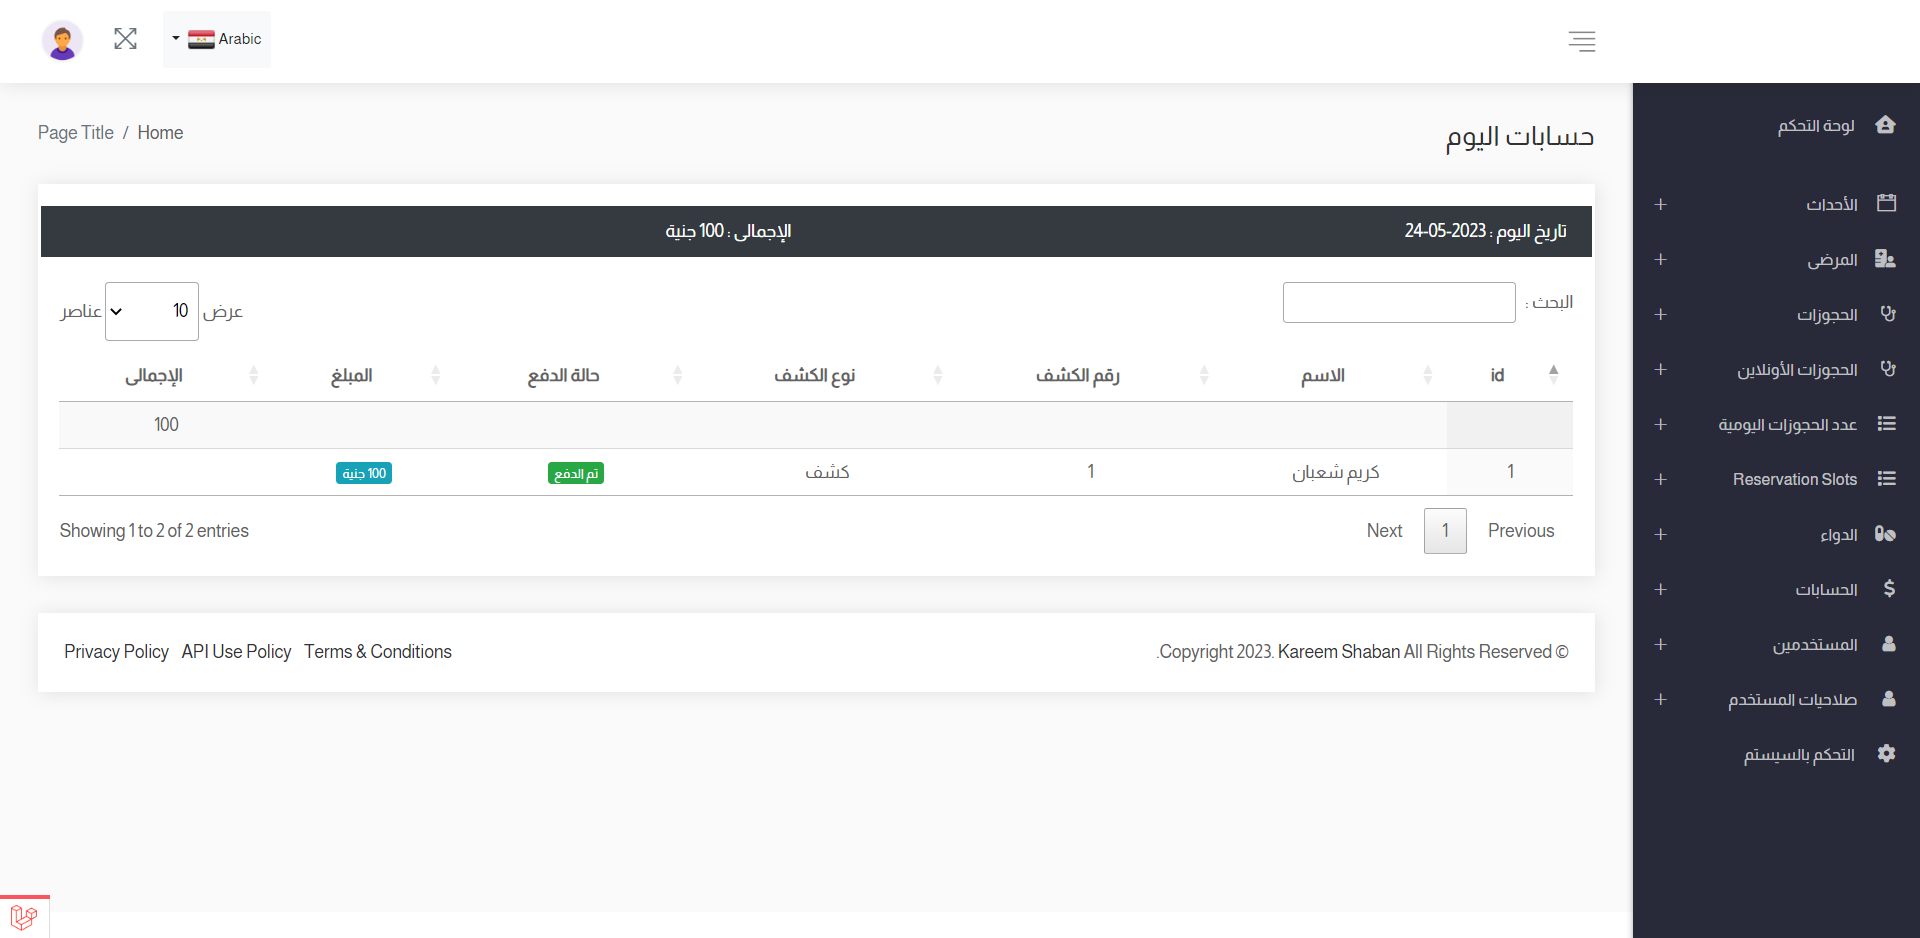 Arabic
لوحة التحكم
الأحداث
المرضى
الحجوزات
الحجوزات الأونلاين
عدد الحجوزات اليومية
Reservation Slots
الدواء
الحسابات
المستخدمين
صلاحيات المستخدم
التحكم بالسيستم
حسابات اليوم
Page Title / Home
تاريخ اليوم : 2023-05-24
الإجمالى : 100 جنية
البحث :
عرض 10 عناصر
id الاسم رقم الكشف نوع الكشف حالة الدفع المبلغ الإجمالى
100
1 كريم شعبان 1 كشف تم الدفع 100 جنية
Previous 1 Next
Showing 1 to 2 of 2 entries
.Copyright 2023. Kareem Shaban All Rights Reserved ©
Privacy Policy API Use Policy Terms & Conditions